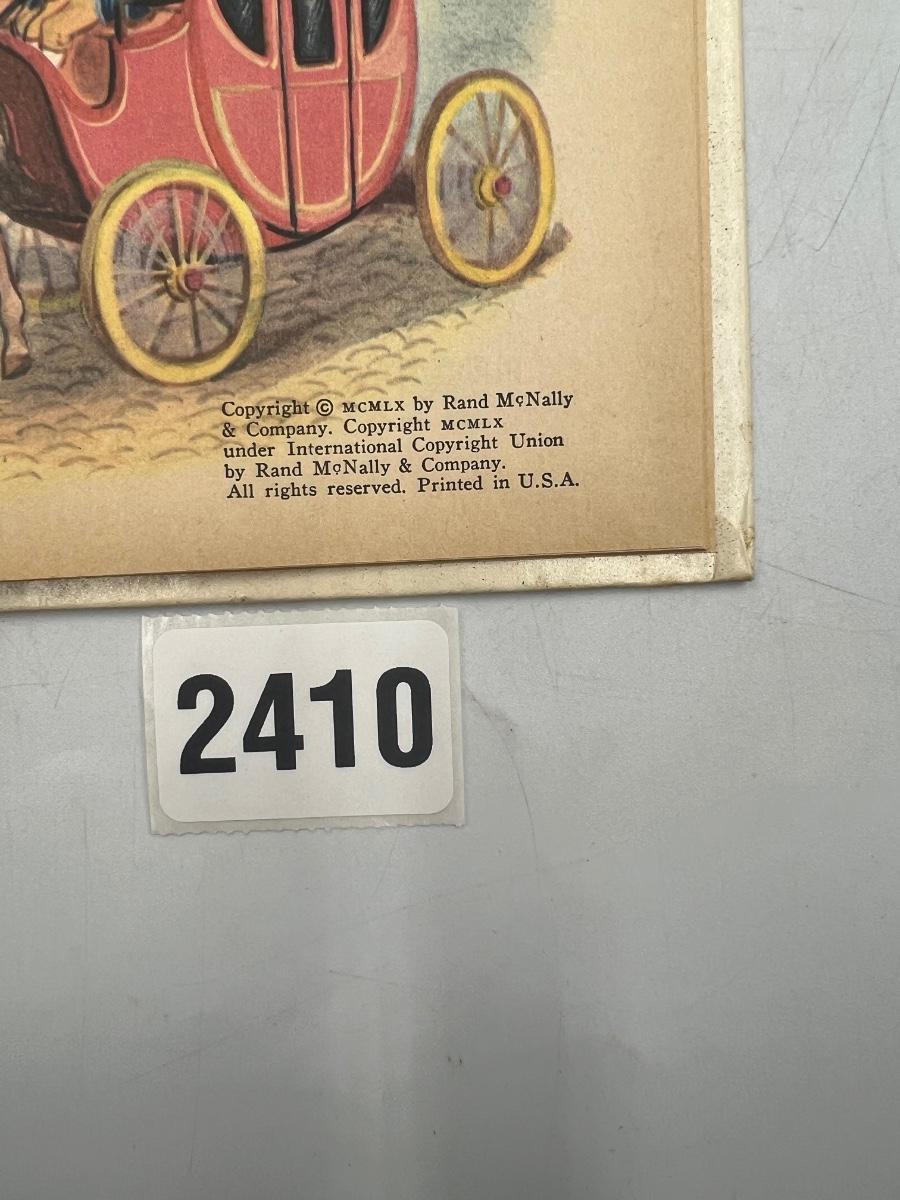 Copyright © MCMLX by Rand McNally
& Company. Copyright MCMLX
under International Copyright Union
by Rand McNally & Company.
All rights reserved. Printed in U.S.A.
2410